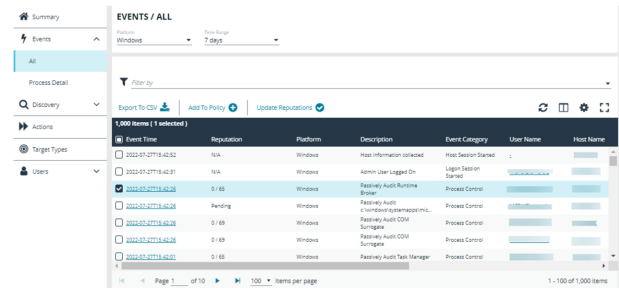 Summary
Events
All
Process Detail
Discovery
Actions
Target Types
Users
EVENTS / ALL
Platform
Windows
Time Range
7 days
Filter by
Export To CSV
Add To Policy
Update Reputations
1,000 items ( 1 selected )
Event Time Reputation Platform Description Event Category User Name Host Name
2022-07-27T15:42:52 N/A Windows Host Information collected Host Session Started
2022-07-27T15:42:31 N/A Windows Admin User Logged On Logon Session Started
2022-07-27T15:42:26 0 / 65 Windows Passively Audit Runtime Broker Process Control
2022-07-27T15:42:26 Pending Windows Passively Audit c:\windows\systemapps\mic... Process Control
2022-07-27T15:42:26 0 / 69 Windows Passively Audit COM Surrogate Process Control
2022-07-27T15:42:26 0 / 69 Windows Passively Audit COM Surrogate Process Control
2022-07-27T15:42:01 0 / 65 Windows Passively Audit Task Manager Process Control
Page 1 of 10 100 Items per page 1 - 100 of 1,000 items